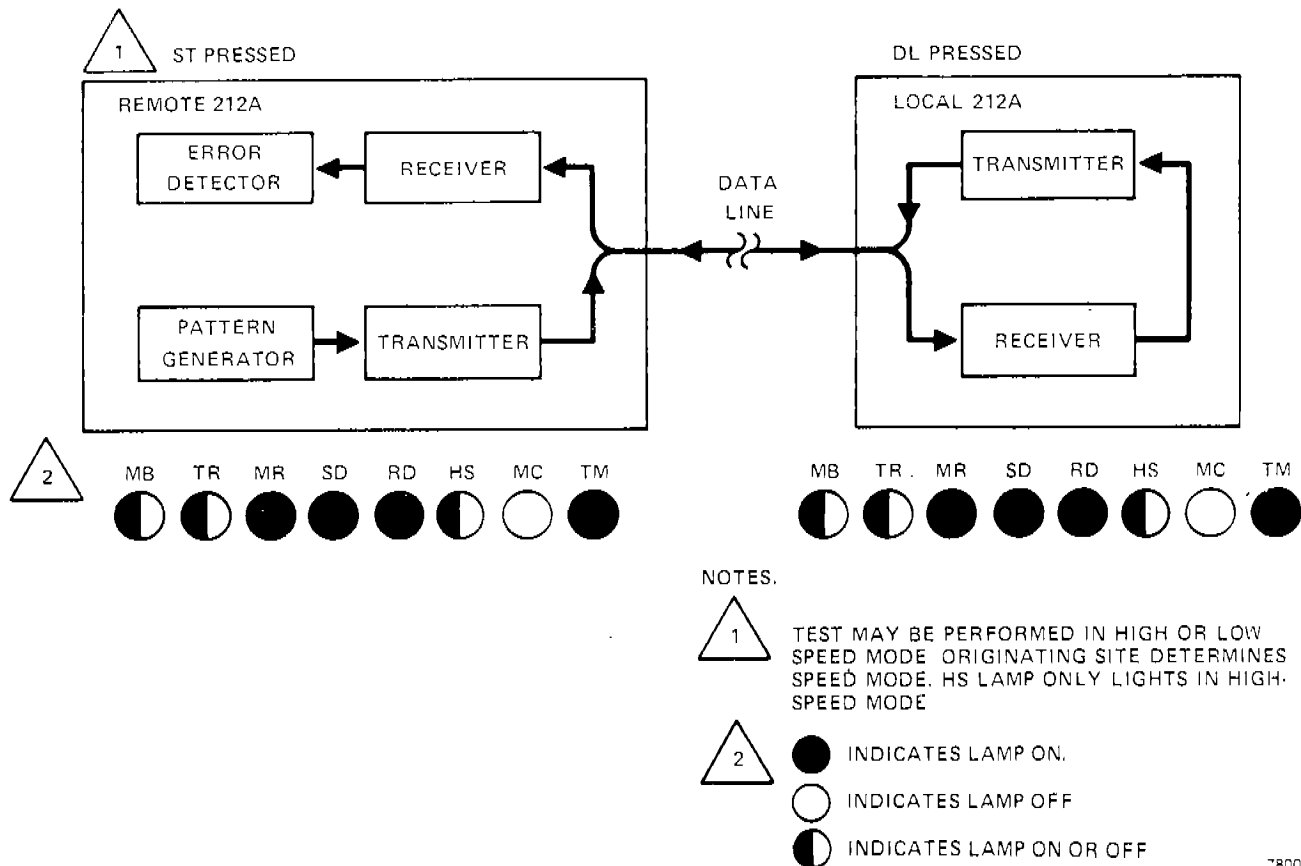 1 ST PRESSED
DL PRESSED
REMOTE 212A
LOCAL 212A
ERROR
DETECTOR
RECEIVER
TRANSMITTER
DATA
LINE
PATTERN
GENERATOR
TRANSMITTER
RECEIVER
2
MB TR MR SD RD HS MC TM
MB TR. MR SD RD HS MC TM
NOTES.
1
TEST MAY BE PERFORMED IN HIGH OR LOW
SPEED MODE ORIGINATING SITE DETERMINES
SPEED MODE. HS LAMP ONLY LIGHTS IN HIGH-
SPEED MODE
2
INDICATES LAMP ON.
INDICATES LAMP OFF
INDICATES LAMP ON OR OFF
7800